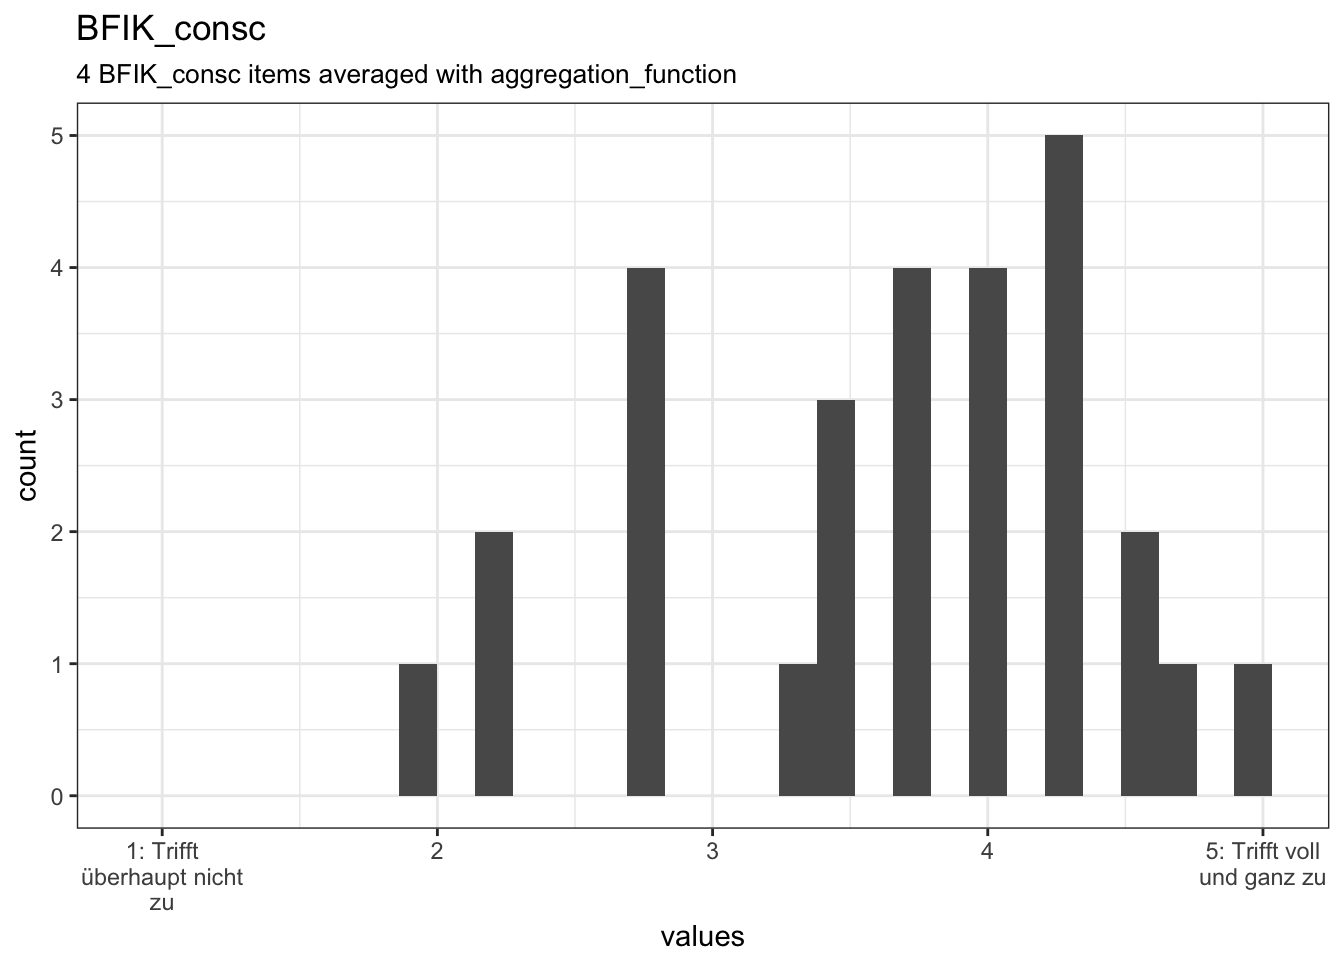 BFIK_consc
4 BFIK_consc items averaged with aggregation_function
5
4
3
2
1
0
count
1: Trifft
überhaupt nicht
zu
2
3
4
5: Trifft voll
und ganz zu
values